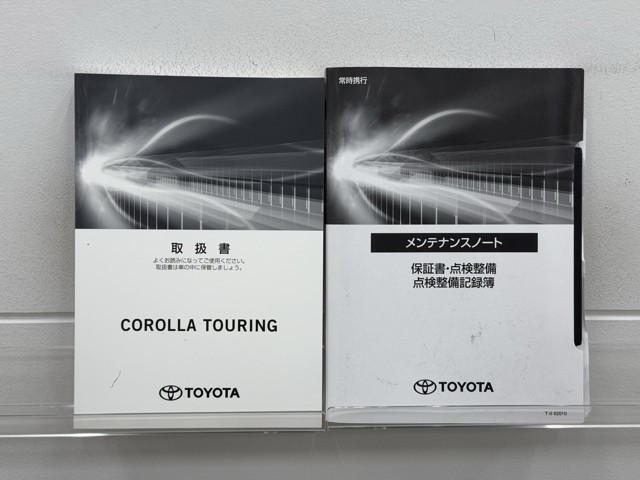 取扱書
よくお読みになってご使用ください。
取扱書は車の中に保管しましょう。
COROLLA TOURING
TOYOTA
常時携行
メンテナンスノート
保証書・点検整備
点検整備記録簿
TOYOTA